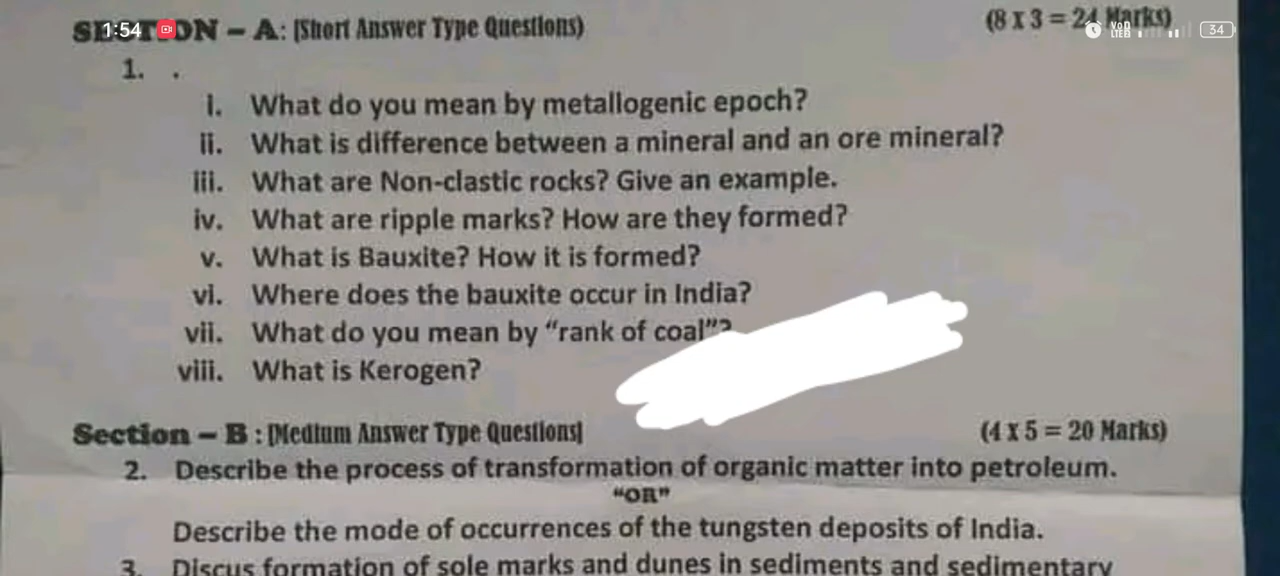 1:54
VoD
LTEB
34
– A: [Short Answer Type Questions)
(8 x 3 = 24 Marks)
1. .
i. What do you mean by metallogenic epoch?
ii. What is difference between a mineral and an ore mineral?
iii. What are Non-clastic rocks? Give an example.
iv. What are ripple marks? How are they formed?
v. What is Bauxite? How it is formed?
vi. Where does the bauxite occur in India?
vii. What do you mean by “rank of coal”?
viii. What is Kerogen?
Section – B : [Medium Answer Type Questions]
(4 x 5 = 20 Marks)
2. Describe the process of transformation of organic matter into petroleum.
“OR”
Describe the mode of occurrences of the tungsten deposits of India.
3. Discus formation of sole marks and dunes in sediments and sedimentary